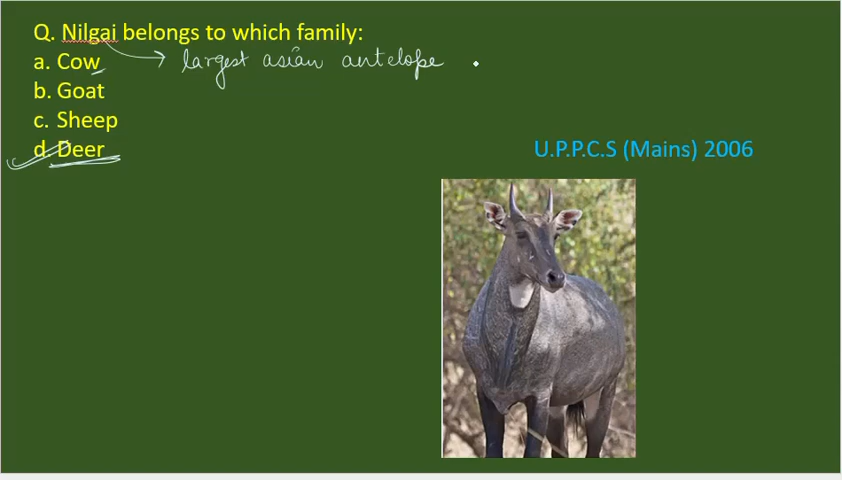 Q. Nilgai belongs to which family:
a. Cow
largest asian antelope
b. Goat
c. Sheep
d. Deer
U.P.P.C.S (Mains) 2006